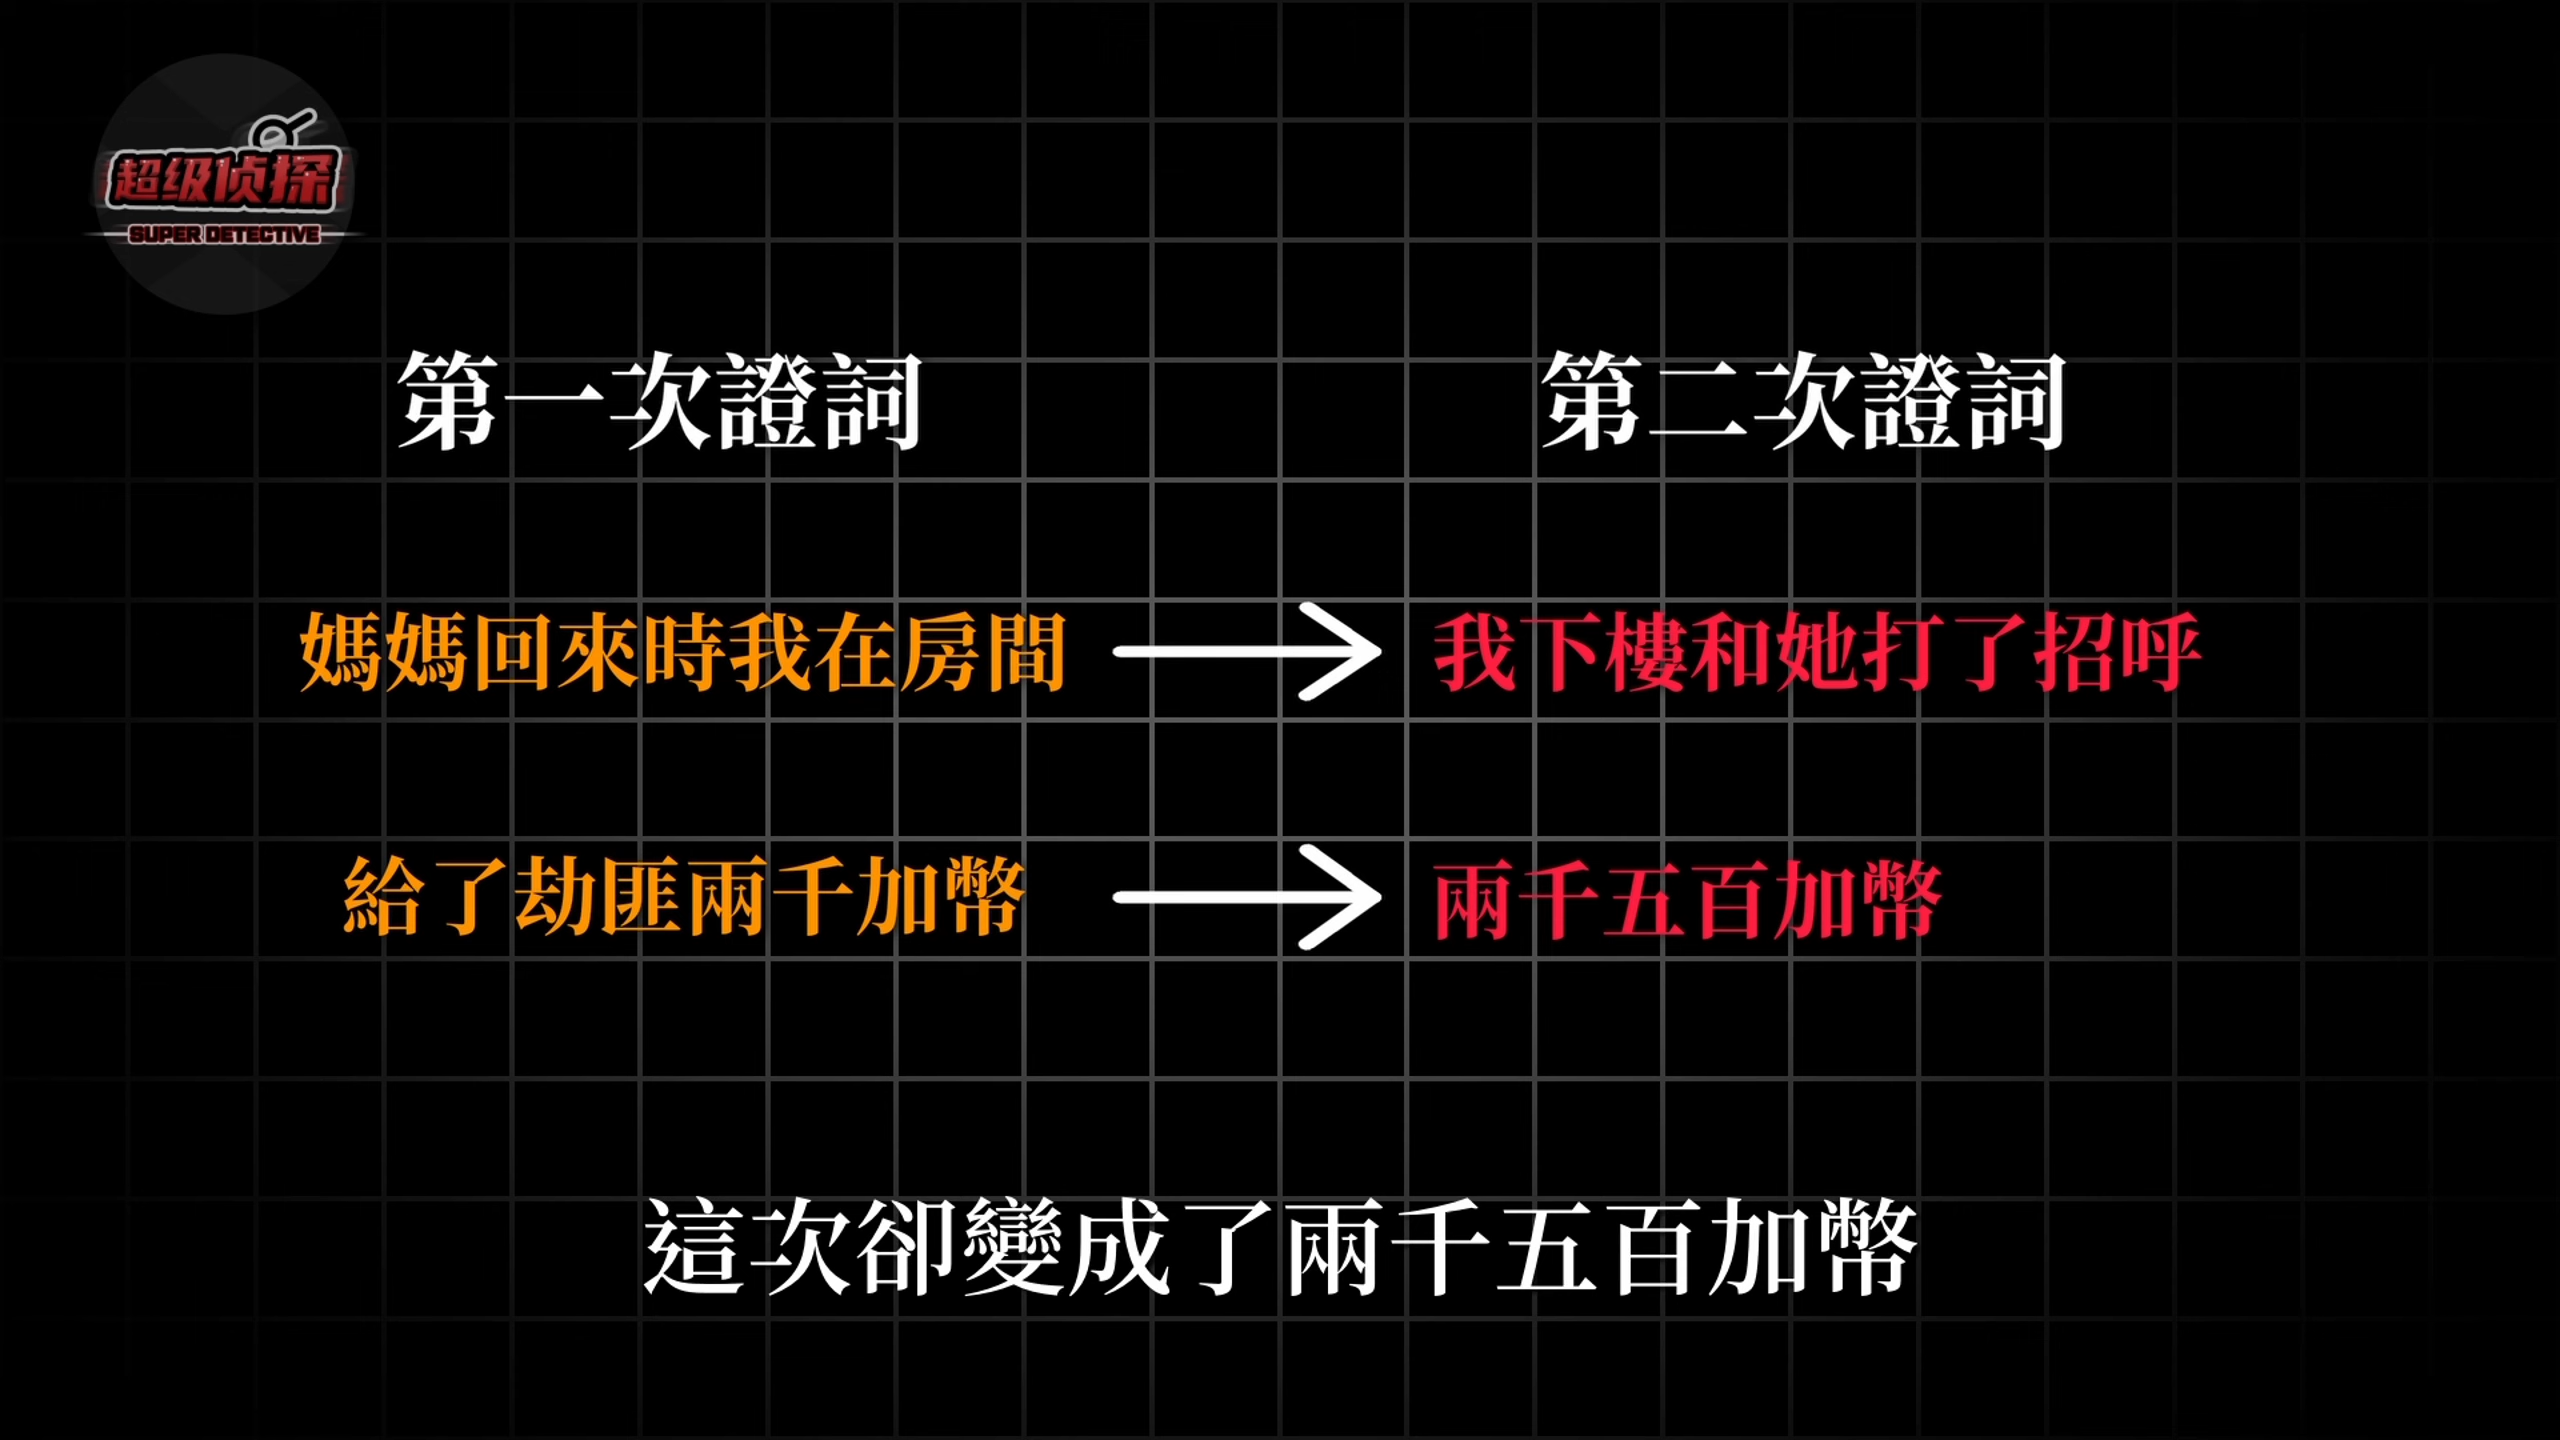 超级侦探
SUPER DETECTIVE
第一次證詞
第二次證詞
媽媽回來時我在房間
我下樓和她打了招呼
給了劫匪兩千加幣
兩千五百加幣
這次卻變成了兩千五百加幣